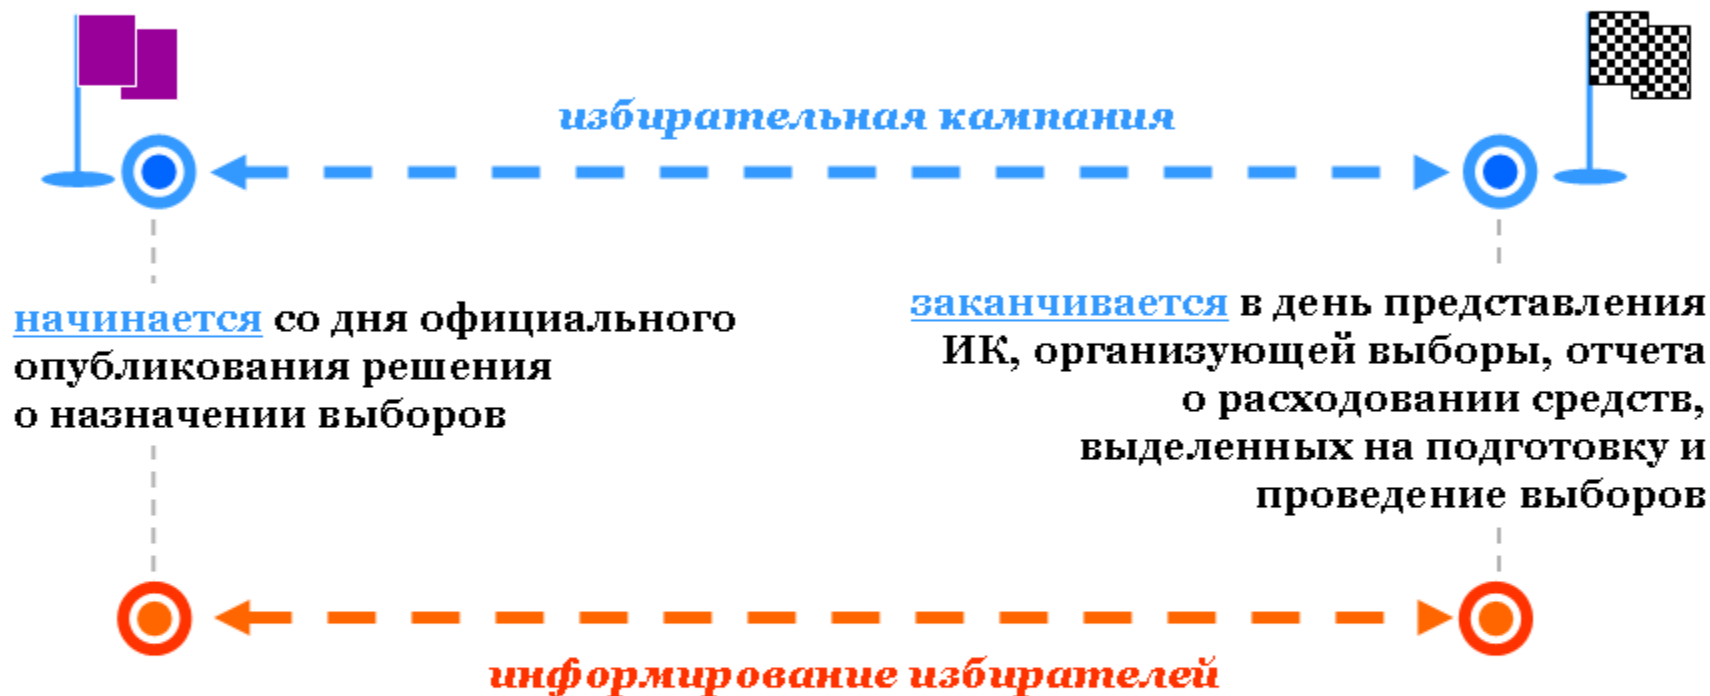 избирательная кампания
начинается со дня официального
опубликования решения
о назначении выборов
заканчивается в день представления
ИК, организующей выборы, отчета
о расходовании средств,
выделенных на подготовку и
проведение выборов
информирование избирателей